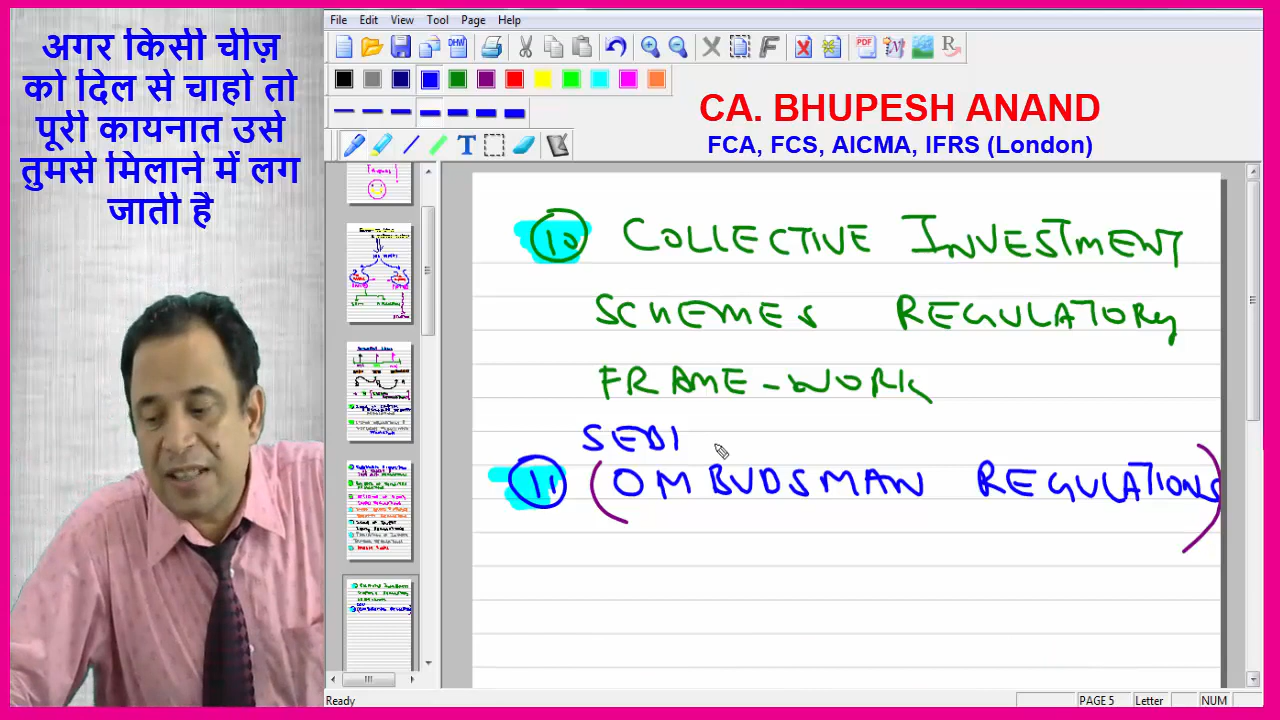 अगर किसी चीज़
को दिल से चाहो तो
पूरी कायनात उसे
तुमसे मिलाने में लग
जाती है
File Edit View Tool Page Help
CA. BHUPESH ANAND
FCA, FCS, AICMA, IFRS (London)
10 COLLECTIVE INVESTMENT
SCHEMES REGULATORY
FRAME-WORK
SEBI
11 (OMBUDSMAN REGULATIONS)
Ready PAGE 5 Letter NUM